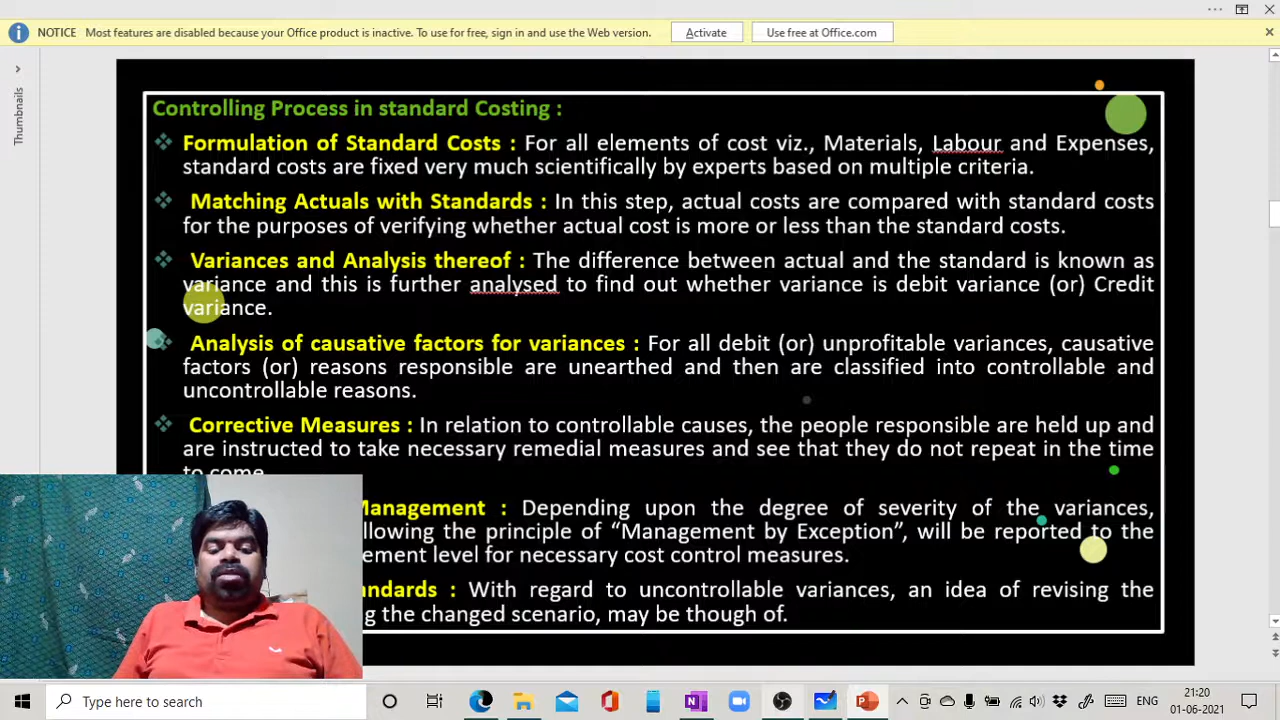 NOTICE Most features are disabled because your Office product is inactive. To use for free, sign in and use the Web version. Activate Use free at Office.com
Thumbnails
Controlling Process in standard Costing :
Formulation of Standard Costs : For all elements of cost viz., Materials, Labour and Expenses,
standard costs are fixed very much scientifically by experts based on multiple criteria.
Matching Actuals with Standards : In this step, actual costs are compared with standard costs
for the purposes of verifying whether actual cost is more or less than the standard costs.
Variances and Analysis thereof : The difference between actual and the standard is known as
variance and this is further analysed to find out whether variance is debit variance (or) Credit
variance.
Analysis of causative factors for variances : For all debit (or) unprofitable variances, causative
factors (or) reasons responsible are unearthed and then are classified into controllable and
uncontrollable reasons.
Corrective Measures : In relation to controllable causes, the people responsible are held up and
are instructed to take necessary remedial measures and see that they do not repeat in the time
to come.
Management : Depending upon the degree of severity of the variances,
the principle of “Management by Exception”, will be reported to the
level for necessary cost control measures.
: With regard to uncontrollable variances, an idea of revising the
the changed scenario, may be though of.
Type here to search
ENG
21:20
01-06-2021